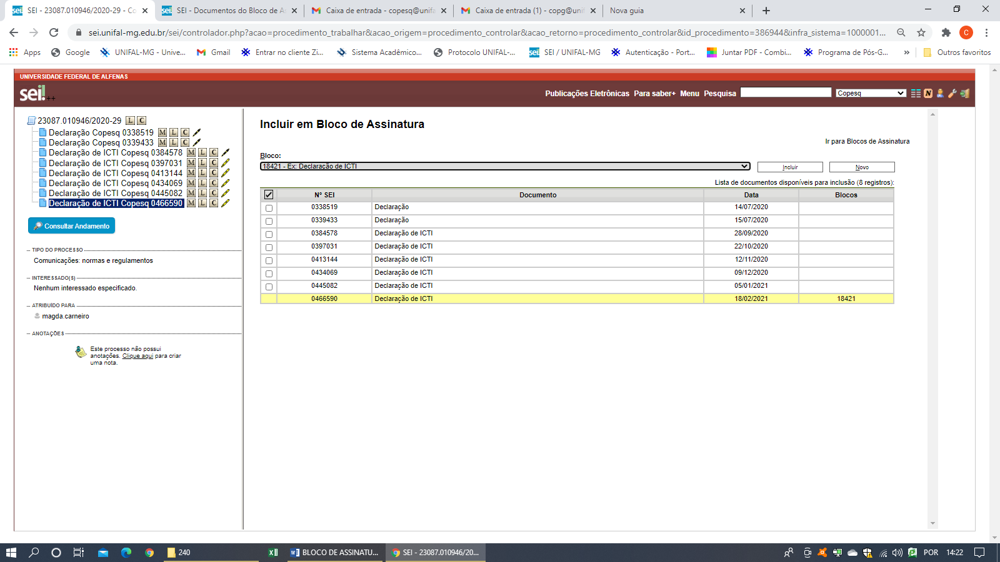 SEI - 23087.010946/2020-29 - Co
SEI - Documentos do Bloco de As
Caixa de entrada - copesq@unifa
Caixa de entrada (1) - copg@unif
Nova guia
sei.unifal-mg.edu.br/sei/controlador.php?acao=procedimento_trabalhar&acao_origem=procedimento_controlar&acao_retorno=procedimento_controlar&id_procedimento=386944&infra_sistema=1000001...
C
Apps
Google
UNIFAL-MG - Unive...
Gmail
Entrar no cliente Zi...
Sistema Acadêmico...
Protocolo UNIFAL-...
SEI / UNIFAL-MG
Autenticação - Port...
Juntar PDF - Combi...
Programa de Pós-G...
Outros favoritos
UNIVERSIDADE FEDERAL DE ALFENAS
sei! ++
Publicações Eletrônicas Para saber+ Menu Pesquisa
Copesq
23087.010946/2020-29 L C
Declaração Copesq 0338519 M L C
Declaração Copesq 0339433 M L C
Declaração de ICTI Copesq 0384578 M L C
Declaração de ICTI Copesq 0397031 M L C
Declaração de ICTI Copesq 0413144 M L C
Declaração de ICTI Copesq 0434069 M L C
Declaração de ICTI Copesq 0445082 M L C
Declaração de ICTI Copesq 0466590 M L C
Consultar Andamento
TIPO DO PROCESSO
Comunicações: normas e regulamentos
INTERESSADO(S)
Nenhum interessado especificado.
ATRIBUÍDO PARA
magda.carneiro
ANOTAÇÕES
Este processo não possui
anotações. Clique aqui para criar
uma nota.
Incluir em Bloco de Assinatura
Ir para Blocos de Assinatura
Bloco:
18421 - Ex: Declaração de ICTI
Incluir
Novo
Lista de documentos disponíveis para inclusão (8 registros):
Nº SEI Documento Data Blocos
0338519 Declaração 14/07/2020
0339433 Declaração 15/07/2020
0384578 Declaração de ICTI 28/09/2020
0397031 Declaração de ICTI 22/10/2020
0413144 Declaração de ICTI 12/11/2020
0434069 Declaração de ICTI 09/12/2020
0445082 Declaração de ICTI 05/01/2021
0466590 Declaração de ICTI 18/02/2021 18421
240
BLOCO DE ASSINATU...
SEI - 23087.010946/20...
POR
14:22